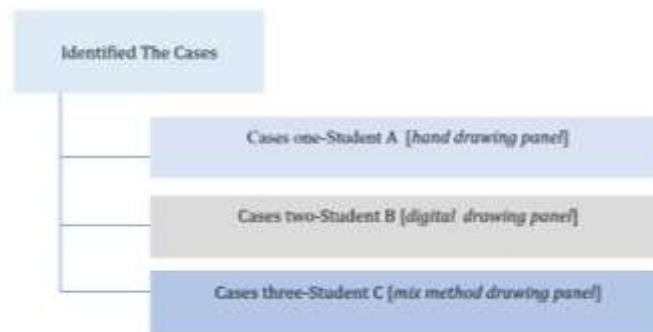 Identified The Cases
Cases one-Student A [hand drawing panel]
Cases two-Student B [digital drawing panel]
Cases three-Student C [mix method drawing panel]